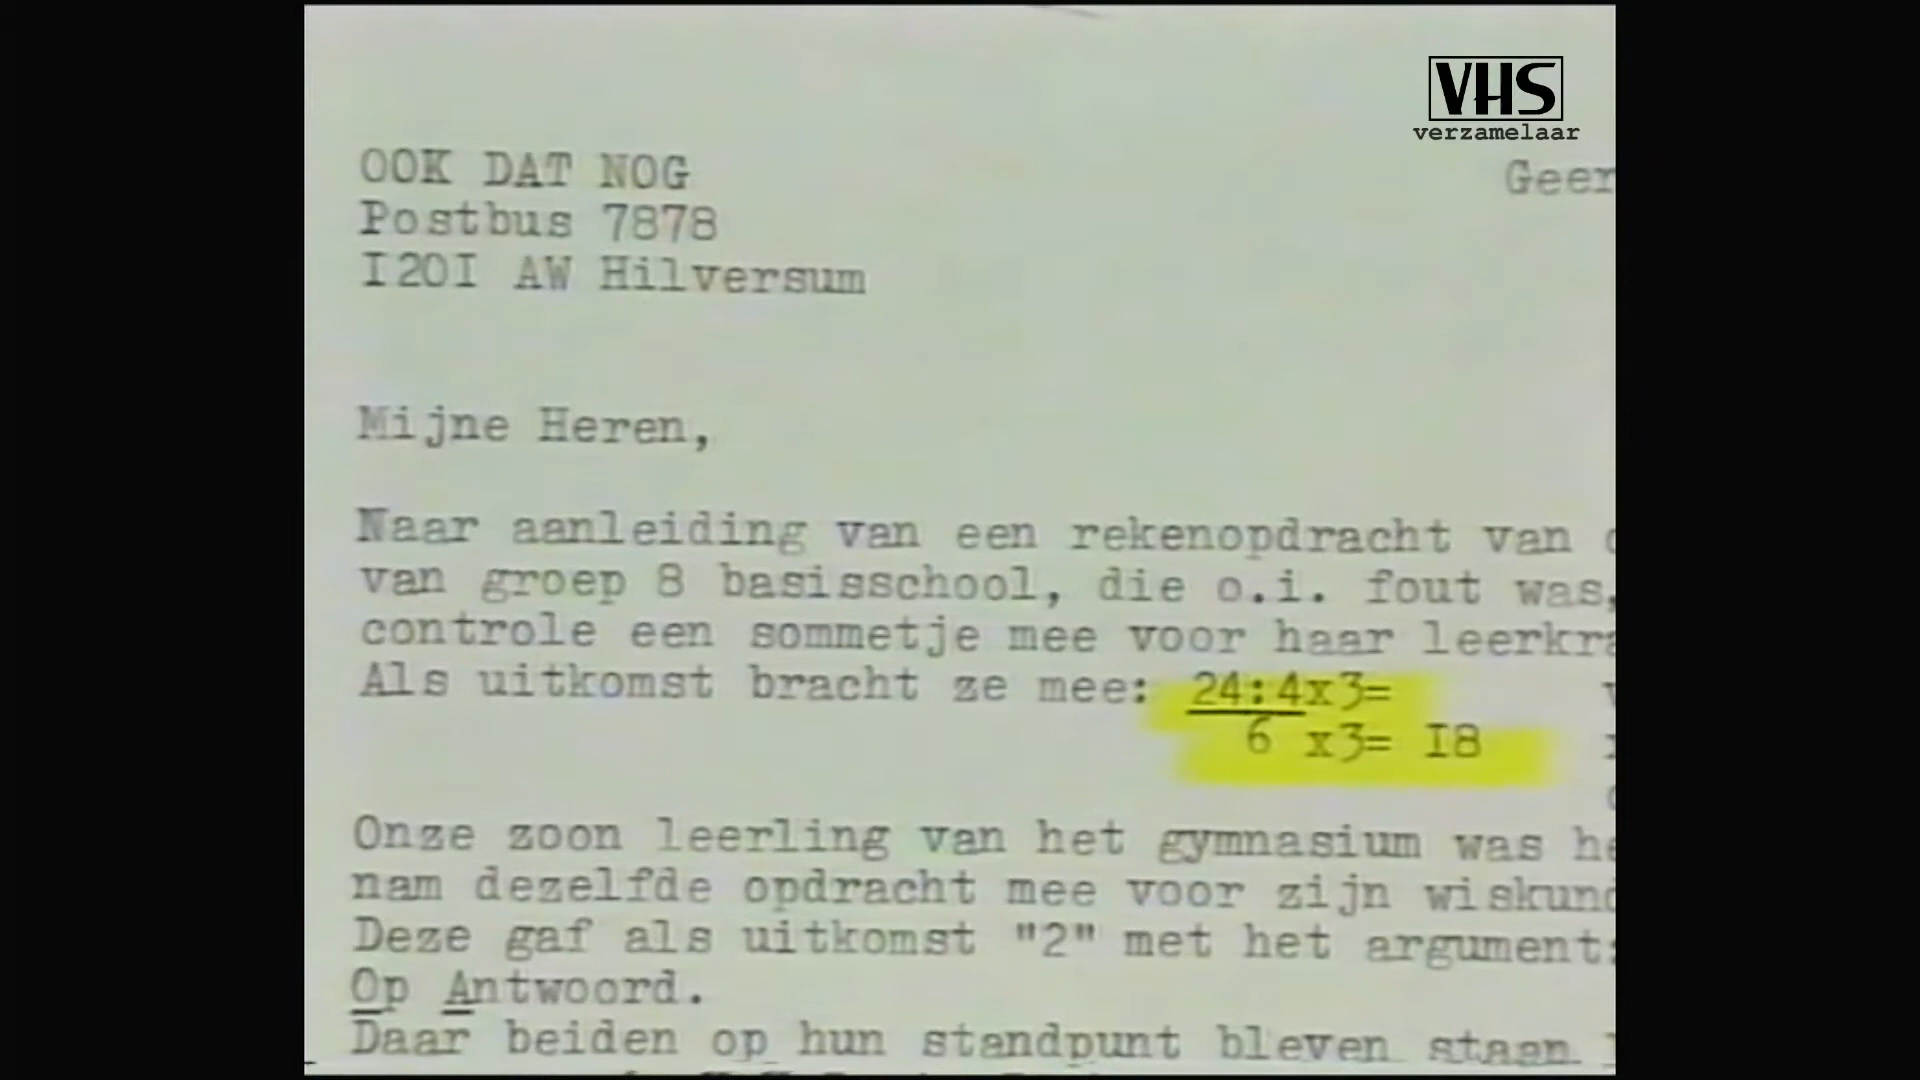 VHS
verzamelaar
OOK DAT NOG
Postbus 7878
I20I AW Hilversum
Mijne Heren,
Naar aanleiding van een rekenopdracht van
van groep 8 basisschool, die o.i. fout was,
controle een sommetje mee voor haar
Als uitkomst bracht ze mee: 24:4x3=
6 x3= I8
Onze zoon leerling van het gymnasium was
nam dezelfde opdracht mee voor zijn
Deze gaf als uitkomst "2" met het argument:
Op Antwoord.
Daar beiden op hun standpunt bleven staan